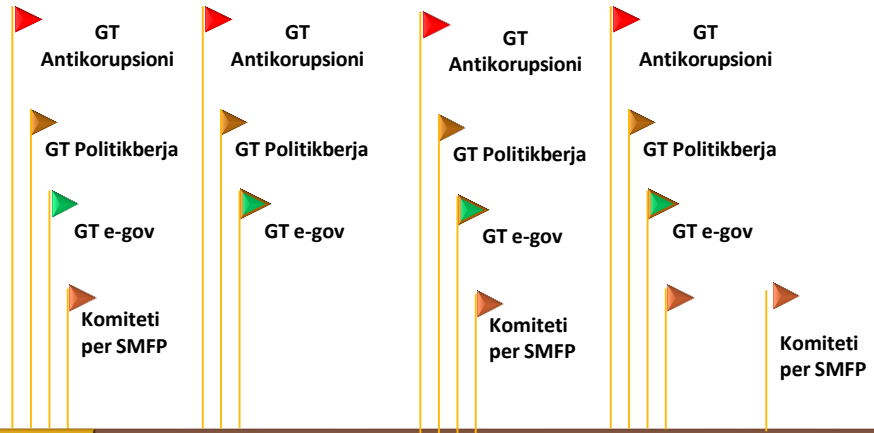 GT
Antikorupsioni
GT Politikberja
GT e-gov
Komiteti
per SMFP
GT
Antikorupsioni
GT Politikberja
GT e-gov
GT
Antikorupsioni
GT Politikberja
GT e-gov
Komiteti
per SMFP
GT
Antikorupsioni
GT Politikberja
GT e-gov
Komiteti
per SMFP